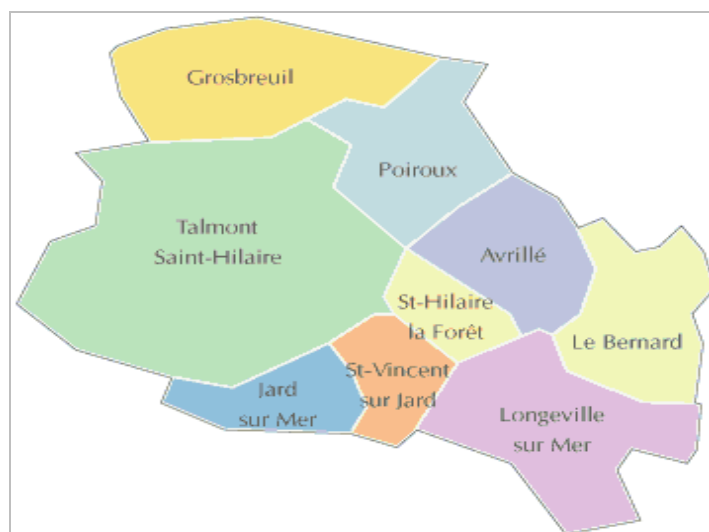 Grosbreuil
Poiroux
Talmont
Saint-Hilaire
Avrillé
St-Hilaire
la Forêt
Le Bernard
St-Vincent
sur Jard
Jard
sur Mer
Longeville
sur Mer